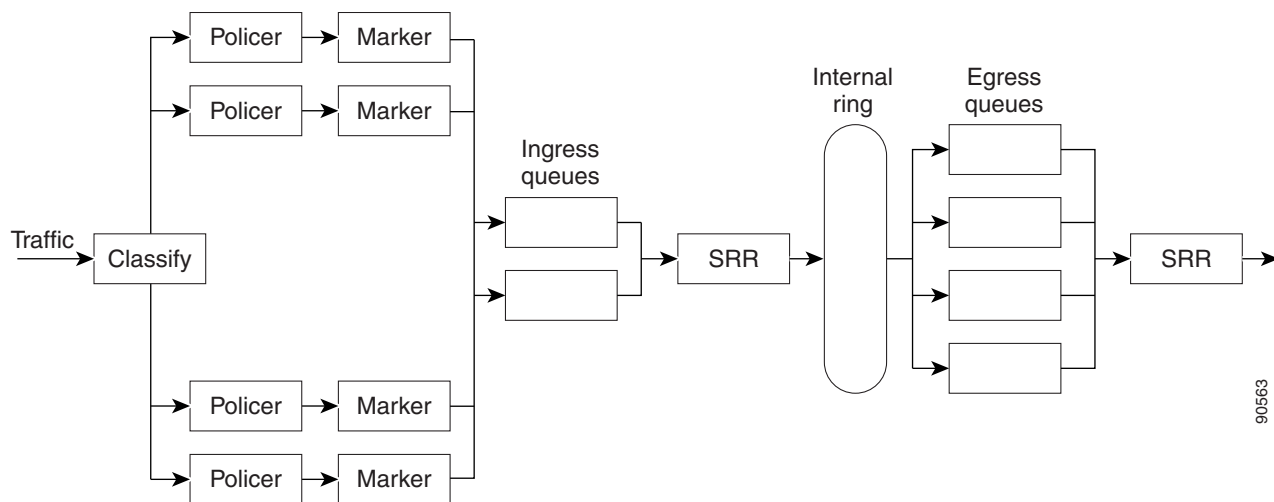 Policer
Marker
Policer
Marker
Internal
ring
Egress
queues
Ingress
queues
Traffic
Classify
SRR
SRR
Policer
Marker
Policer
Marker
90563